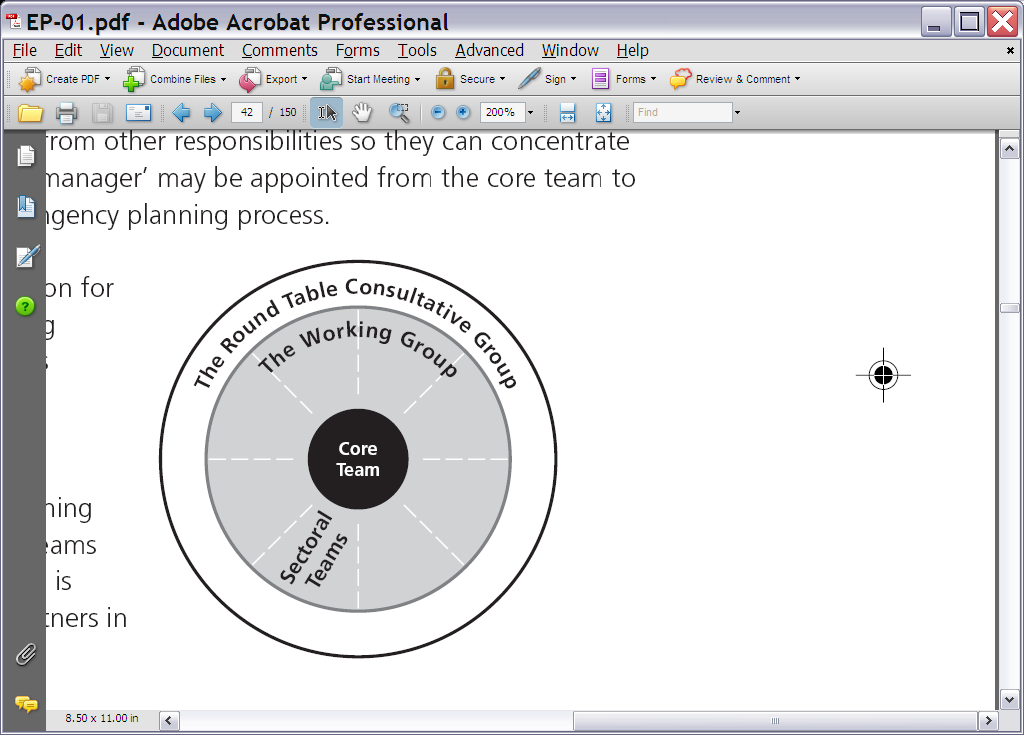 EP-01.pdf - Adobe Acrobat Professional
File Edit View Document Comments Forms Tools Advanced Window Help
Create PDF Combine Files Export Start Meeting Secure Sign Forms Review & Comment
42 / 150 200% Find
from other responsibilities so they can concentrate
manager’ may be appointed from the core team to
ngency planning process.
The Round Table Consultative Group
on for
The Working Group
g
s
Core
Team
ning
Sectoral
Teams
eams
is
tners in
8.50 x 11.00 in